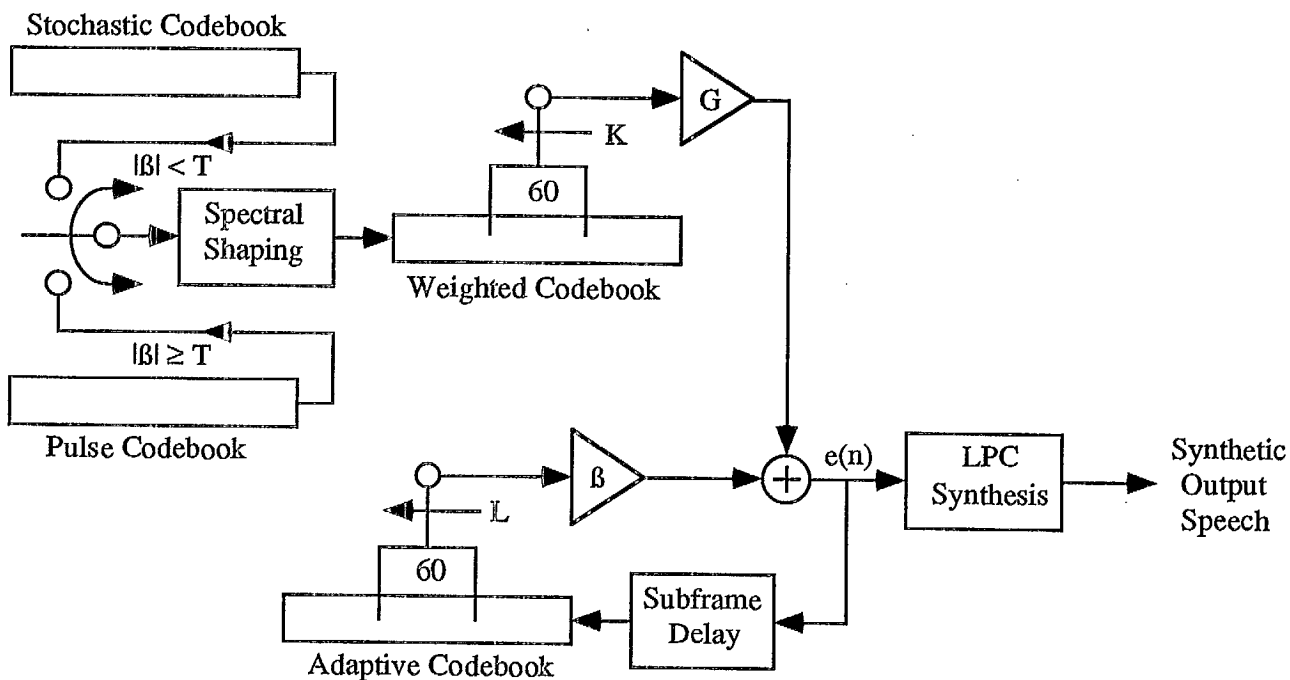 Stochastic Codebook
|ß| < T
Spectral
Shaping
|ß| ≥ T
Pulse Codebook
K
G
60
Weighted Codebook
ß
L
60
Adaptive Codebook
e(n)
LPC
Synthesis
Subframe
Delay
Synthetic
Output
Speech